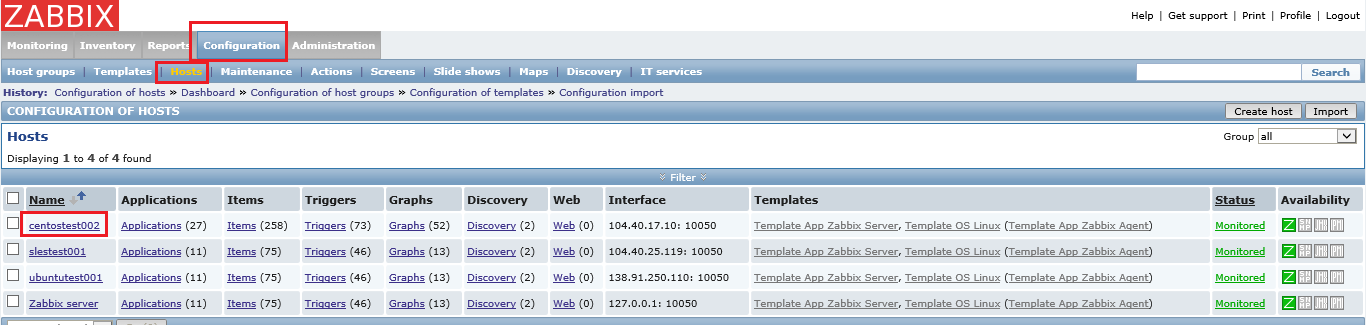 ZABBIX
Help | Get support | Print | Profile | Logout
Monitoring Inventory Reports Configuration Administration
Host groups | Templates | Hosts | Maintenance | Actions | Screens | Slide shows | Maps | Discovery | IT services Search
History: Configuration of hosts » Dashboard » Configuration of host groups » Configuration of templates » Configuration import
CONFIGURATION OF HOSTS Create host Import
Hosts Group all
Displaying 1 to 4 of 4 found
Filter
Name Applications Items Triggers Graphs Discovery Web Interface Templates Status Availability
centostest002 Applications (27) Items (258) Triggers (73) Graphs (52) Discovery (2) Web (0) 104.40.17.10: 10050 Template App Zabbix Server, Template OS Linux (Template App Zabbix Agent) Monitored Z
slestest001 Applications (11) Items (75) Triggers (46) Graphs (13) Discovery (2) Web (0) 104.40.25.119: 10050 Template App Zabbix Server, Template OS Linux (Template App Zabbix Agent) Monitored Z
ubuntutest001 Applications (11) Items (75) Triggers (46) Graphs (13) Discovery (2) Web (0) 138.91.250.110: 10050 Template App Zabbix Server, Template OS Linux (Template App Zabbix Agent) Monitored Z
Zabbix server Applications (11) Items (75) Triggers (46) Graphs (13) Discovery (2) Web (0) 127.0.0.1: 10050 Template App Zabbix Server, Template OS Linux (Template App Zabbix Agent) Monitored Z